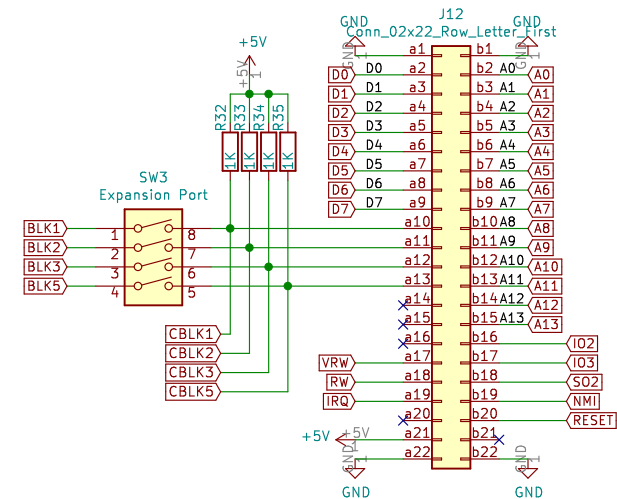 J12
GND GND
Conn_02x22_Row_Letter_First
+5V
GND 1 a1 b1 GND 1
+5V 1
D0 D0 a2 b2 A0 A0
D1 D1 a3 b3 A1 A1
R32 R33 R34 R35
D2 D2 a4 b4 A2 A2
D3 D3 a5 b5 A3 A3
1K 1K 1K 1K
D4 D4 a6 b6 A4 A4
D5 D5 a7 b7 A5 A5
SW3
D6 D6 a8 b8 A6 A6
Expansion Port
D7 D7 a9 b9 A7 A7
BLK1 1 8 a10 b10 A8 A8
BLK2 2 7 a11 b11 A9 A9
BLK3 3 6 a12 b12 A10 A10
BLK5 4 5 a13 b13 A11 A11
a14 b14 A12 A12
a15 b15 A13 A13
CBLK1 a16 b16 IO2
CBLK2 VRW a17 b17 IO3
CBLK3 RW a18 b18 SO2
CBLK5 IRQ a19 b19 NMI
a20 b20 RESET
+5V +5V 1 a21 b21
GND 1 a22 b22 GND 1
GND GND